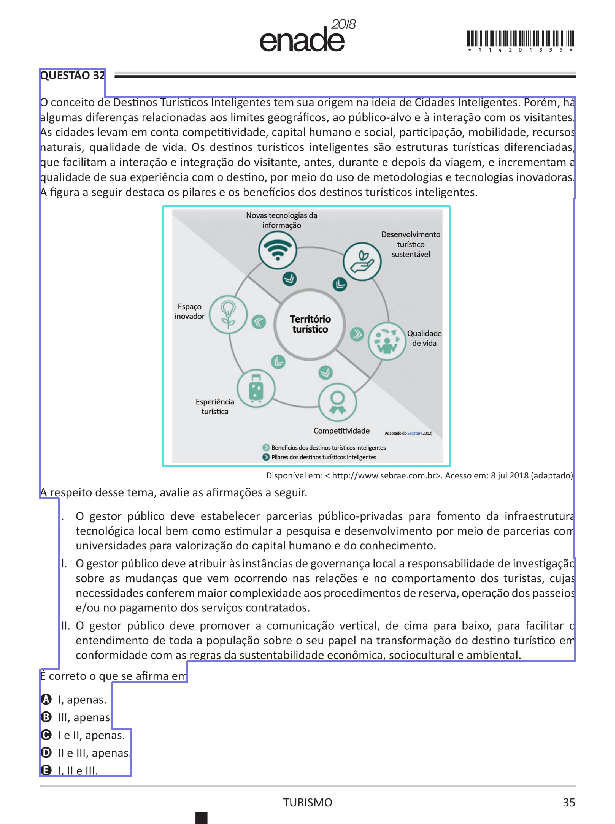 enade 2018
*R1420183 5*
QUESTÃO 32
O conceito de Destinos Turísticos Inteligentes tem sua origem na ideia de Cidades Inteligentes. Porém, há
algumas diferenças relacionadas aos limites geográficos, ao público-alvo e à interação com os visitantes.
As cidades levam em conta competitividade, capital humano e social, participação, mobilidade, recursos
naturais, qualidade de vida. Os destinos turísticos inteligentes são estruturas turísticas diferenciadas,
que facilitam a interação e integração do visitante, antes, durante e depois da viagem, e incrementam a
qualidade de sua experiência com o destino, por meio do uso de metodologias e tecnologias inovadoras.
A figura a seguir destaca os pilares e os benefícios dos destinos turísticos inteligentes.
Novas tecnologias da
informação
Desenvolvimento
turístico
sustentável
Espaço
inovador
Território
turístico
Qualidade
de vida
Experiência
turística
Competitividade
Adaptado de
Benefícios dos destinos turísticos inteligentes
Pilares dos destinos turísticos inteligentes
Disponível em: < http://www.sebrae.com.br>. Acesso em: 8 jul 2018 (adaptado)
A respeito desse tema, avalie as afirmações a seguir.
I. O gestor público deve estabelecer parcerias público-privadas para fomento da infraestrutura
tecnológica local bem como estimular a pesquisa e desenvolvimento por meio de parcerias com
universidades para valorização do capital humano e do conhecimento.
II. O gestor público deve atribuir às instâncias de governança local a responsabilidade de investigação
sobre as mudanças que vem ocorrendo nas relações e no comportamento dos turistas, cujas
necessidades conferem maior complexidade aos procedimentos de reserva, operação dos passeios
e/ou no pagamento dos serviços contratados.
III. O gestor público deve promover a comunicação vertical, de cima para baixo, para facilitar o
entendimento de toda a população sobre o seu papel na transformação do destino turístico em
conformidade com as regras da sustentabilidade econômica, sociocultural e ambiental.
É correto o que se afirma em
A I, apenas.
B III, apenas.
C I e II, apenas.
D II e III, apenas.
E I, II e III.
TURISMO 35